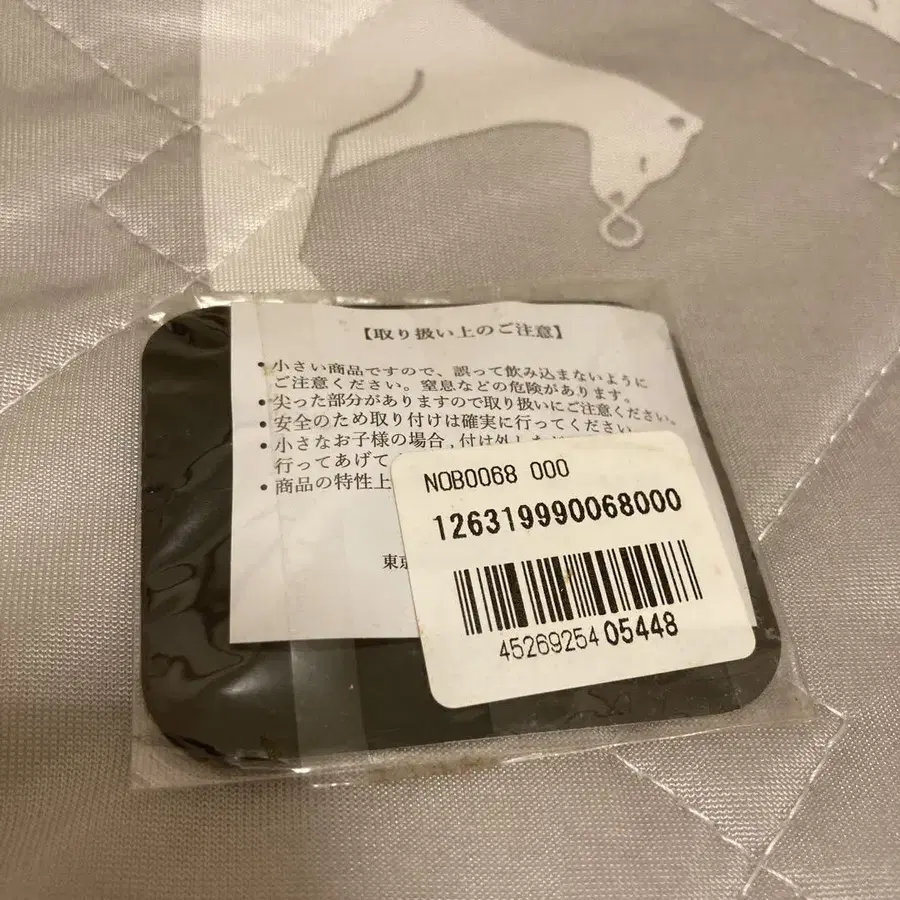 【取り扱い上のご注意】
• 小さい商品ですので、誤って飲み込まないように
ご注意ください。窒息などの危険があります。
• 尖った部分がありますので取り扱いにご注意ください。
• 安全のため取り付けは確実に行ってください。
• 小さなお子様の場合,付け外し
行ってあげて
• 商品の特性上
東京
NOB0068 000
126319990068000
4526925405448